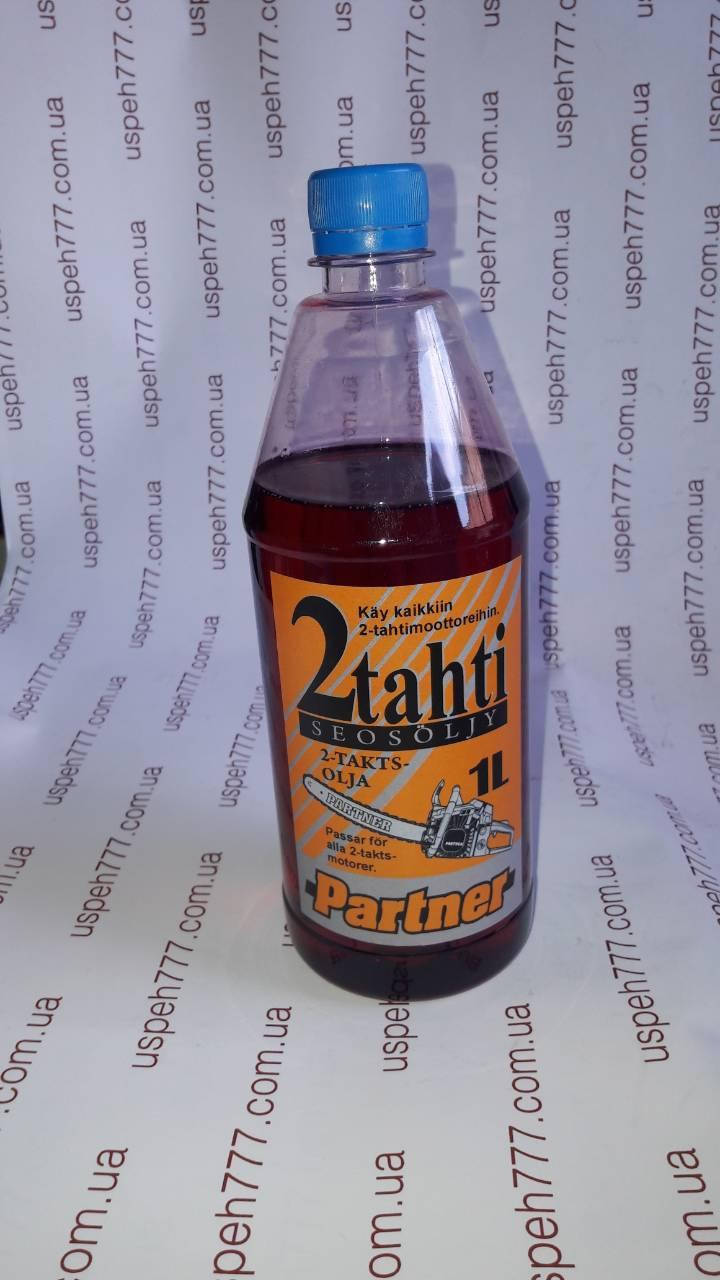 Käy kaikkiin
2-tahtimoottoreihin.
2tahti
SEOSÖLJY
2-TAKTS-
OLJA
1L
PARTNER
PARTNER
Passar för
alla 2-takts-
motorer.
Partner
uspeh777.com.ua